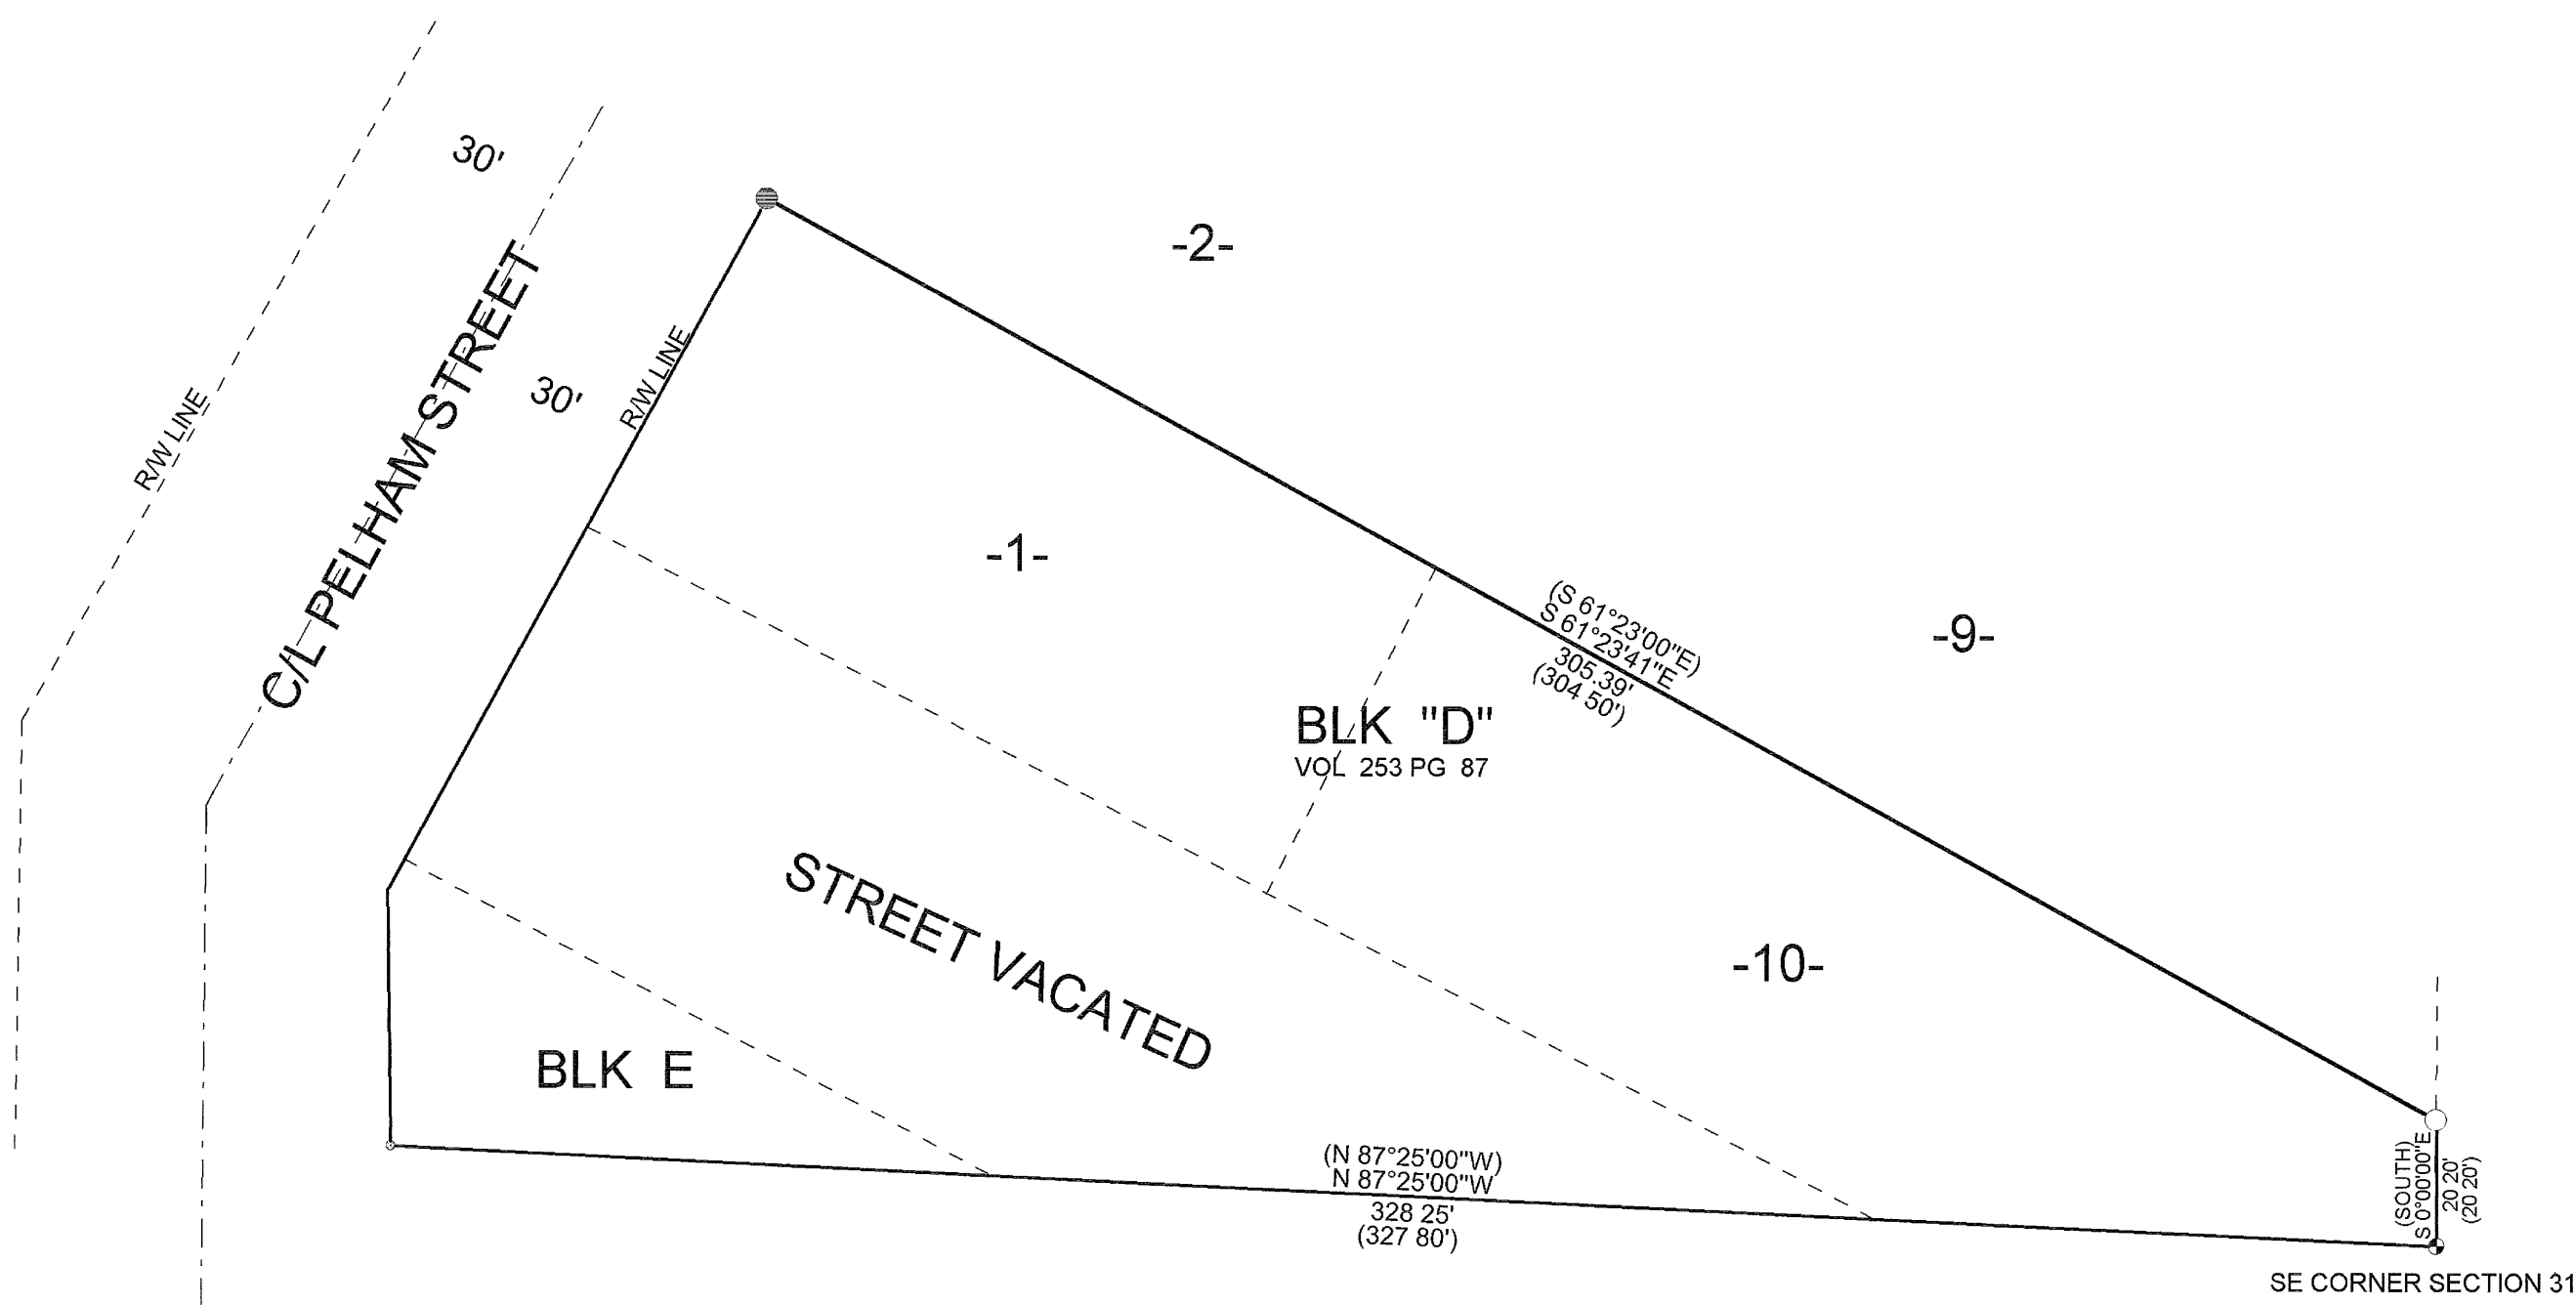 30'
-2-
C/L PELHAM STREET
R/W LINE
30'
R/W LINE
-1-
(S 61°23'00"E)
S 61°23'41"E
305.39'
(304 50')
-9-
BLK "D"
VOL 253 PG 87
STREET VACATED
-10-
BLK E
(N 87°25'00"W)
N 87°25'00"W
328 25'
(327 80')
(SOUTH)
S 0°00'00"E
20 20'
(20 20')
SE CORNER SECTION 31